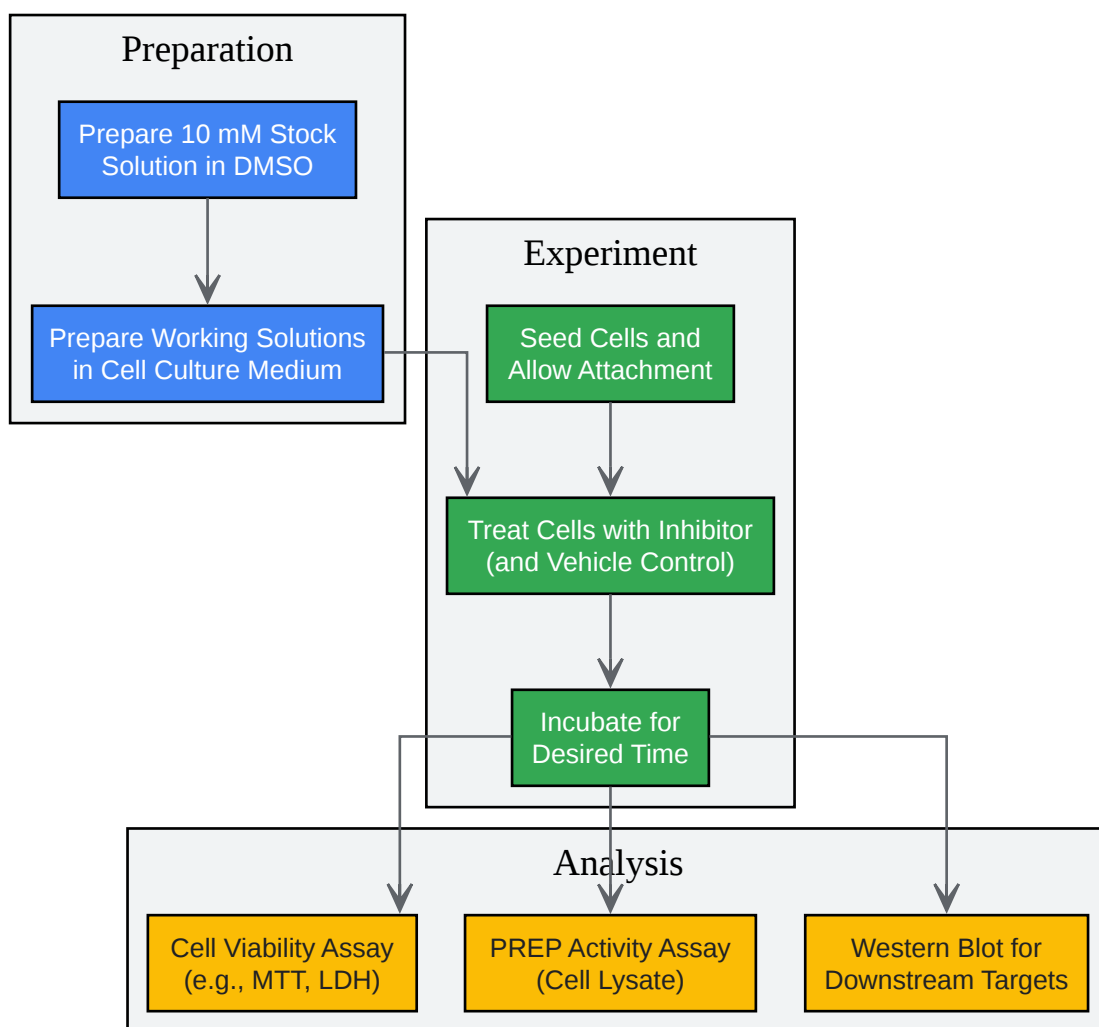 Preparation
Prepare 10 mM Stock
Solution in DMSO
Prepare Working Solutions
in Cell Culture Medium
Experiment
Seed Cells and
Allow Attachment
Treat Cells with Inhibitor
(and Vehicle Control)
Incubate for
Desired Time
Analysis
Cell Viability Assay
(e.g., MTT, LDH)
PREP Activity Assay
(Cell Lysate)
Western Blot for
Downstream Targets